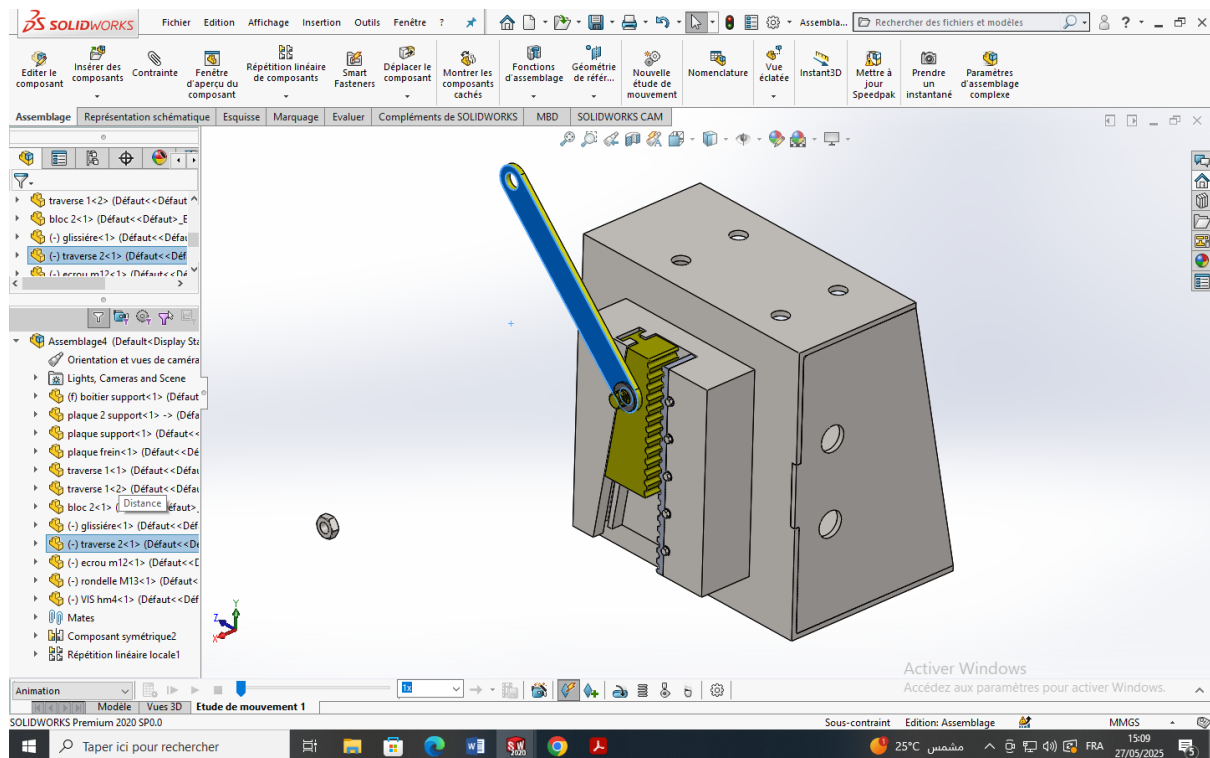 SOLIDWORKS
Fichier Edition Affichage Insertion Outils Fenêtre ?
Assembla...
Rechercher des fichiers et modèles
?
Editer le composant
Insérer des composants
Contrainte
Fenêtre d'aperçu du composant
Répétition linéaire de composants
Smart Fasteners
Déplacer le composant
Montrer les composants cachés
Fonctions d'assemblage
Géométrie de référ...
Nouvelle étude de mouvement
Nomenclature
Vue éclatée
Instant3D
Mettre à jour Speedpak
Prendre un instantané
Paramètres d'assemblage complexe
Assemblage Représentation schématique Esquisse Marquage Evaluer Compléments de SOLIDWORKS MBD SOLIDWORKS CAM
traverse 1<2> (Défaut<<Défaut
bloc 2<1> (Défaut<<Défaut>_E
(-) glissiére<1> (Défaut<<Défau
(-) traverse 2<1> (Défaut<<Déf
(-) ecrou m12<1> (Défaut<<Dé
Assemblage4 (Default<Display Sta
Orientation et vues de caméra
Lights, Cameras and Scene
(f) boitier support<1> (Défaut
plaque 2 support<1> -> (Défa
plaque support<1> (Défaut<<
plaque frein<1> (Défaut<<Dé
traverse 1<1> (Défaut<<Défau
traverse 1<2> (Défaut<<Défau
bloc 2<1> ( Distance éfaut>_
(-) glissiére<1> (Défaut<<Déf
(-) traverse 2<1> (Défaut<<Dé
(-) ecrou m12<1> (Défaut<<D
(-) rondelle M13<1> (Défaut<
(-) VIS hm4<1> (Défaut<<Déf
Mates
Composant symétrique2
Répétition linéaire locale1
Y
Z
X
Activer Windows
Accédez aux paramètres pour activer Windows.
Animation
1x
Modèle Vues 3D Etude de mouvement 1
SOLIDWORKS Premium 2020 SP0.0
Sous-contraint Edition: Assemblage MMGS
Taper ici pour rechercher
25°C مشمس
FRA
15:09
27/05/2025
5